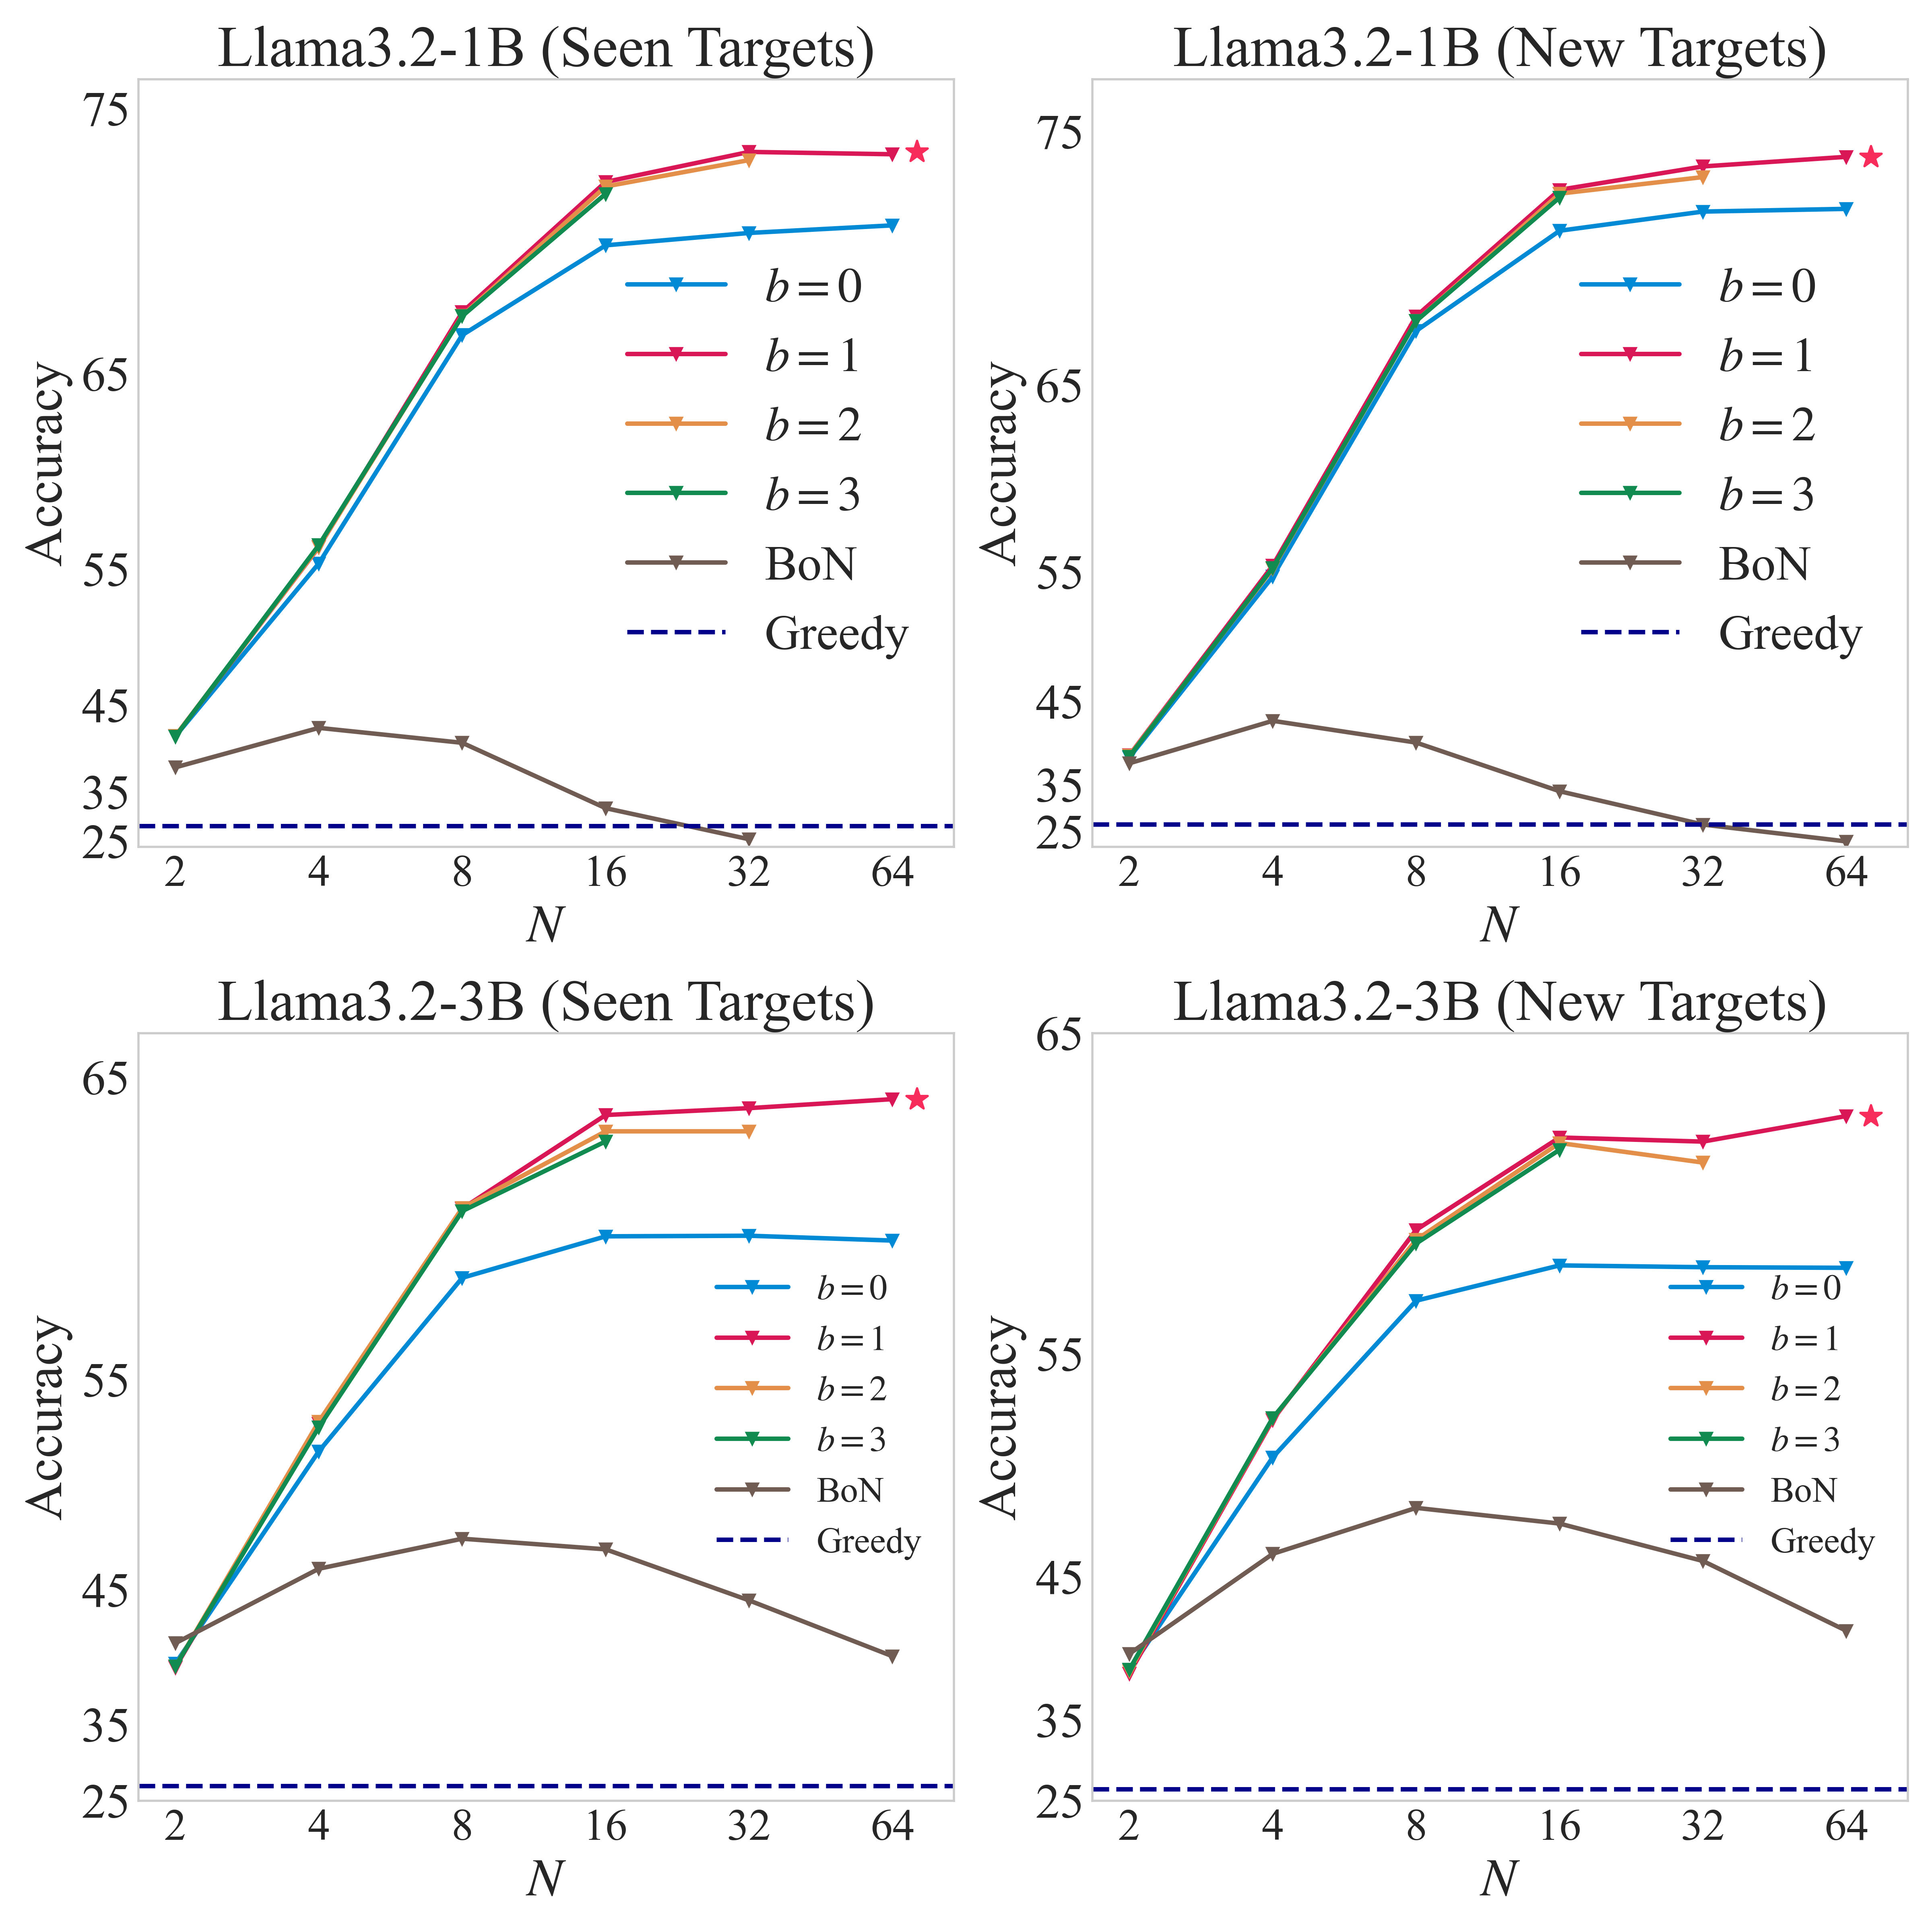 Llama3.2-1B (Seen Targets)
75
65
55
45
35
25
Accuracy
2 4 8 16 32 64
N
b=0
b=1
b=2
b=3
BoN
Greedy
Llama3.2-1B (New Targets)
75
65
55
45
35
25
Accuracy
2 4 8 16 32 64
N
b=0
b=1
b=2
b=3
BoN
Greedy
Llama3.2-3B (Seen Targets)
65
55
45
35
25
Accuracy
2 4 8 16 32 64
N
b=0
b=1
b=2
b=3
BoN
Greedy
Llama3.2-3B (New Targets)
65
55
45
35
25
Accuracy
2 4 8 16 32 64
N
b=0
b=1
b=2
b=3
BoN
Greedy